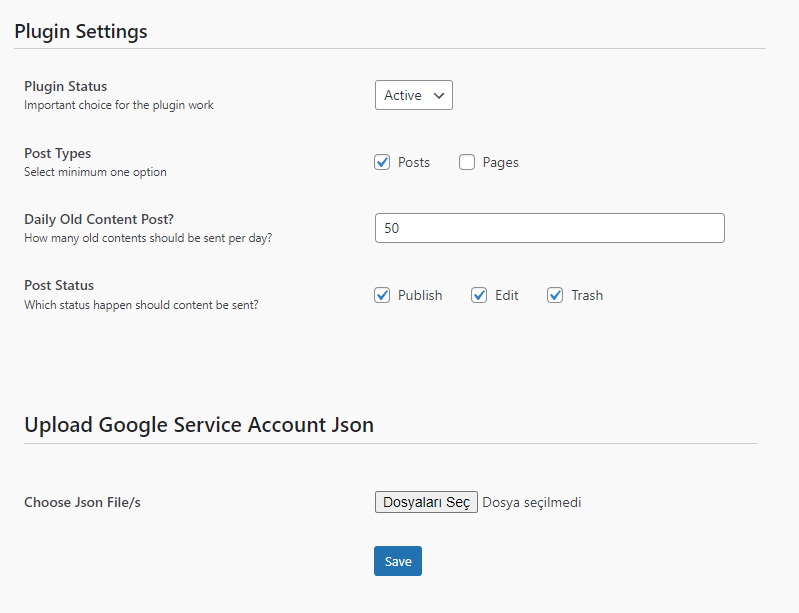 Plugin Settings
Plugin Status
Important choice for the plugin work
Active
Post Types
Select minimum one option
Posts Pages
Daily Old Content Post?
How many old contents should be sent per day?
50
Post Status
Which status happen should content be sent?
Publish Edit Trash
Upload Google Service Account Json
Choose Json File/s
Dosyaları Seç Dosya seçilmedi
Save